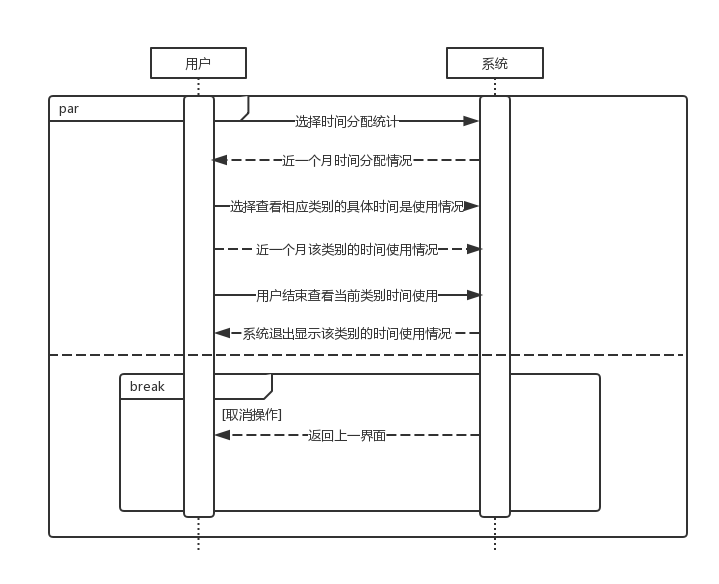 用户
系统
par
选择时间分配统计
近一个月时间分配情况
选择查看相应类别的具体时间是使用情况
近一个月该类别的时间使用情况
用户结束查看当前类别时间使用
系统退出显示该类别的时间使用情况
break
[取消操作]
返回上一界面